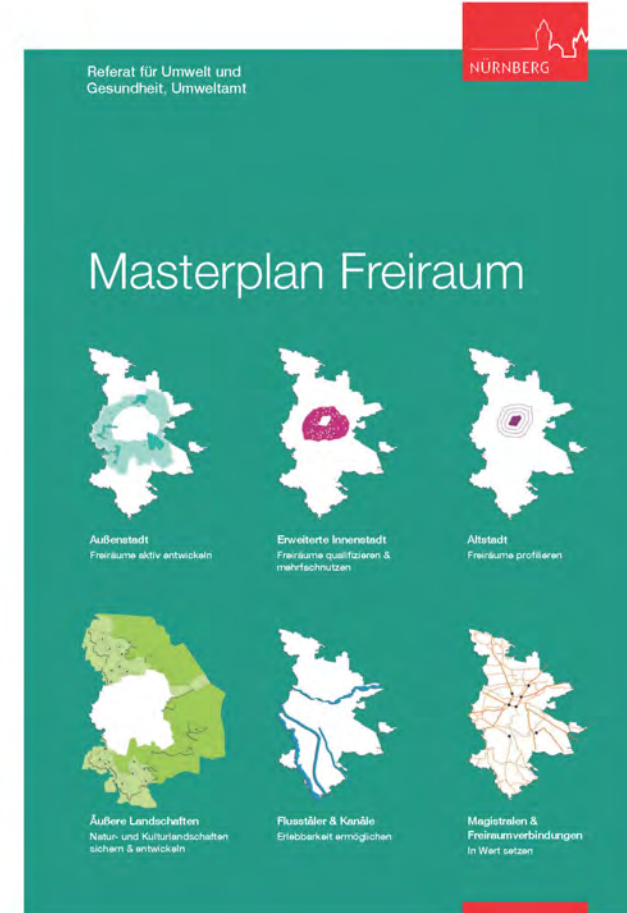 Referat für Umwelt und
Gesundheit, Umweltamt
NÜRNBERG
Masterplan Freiraum
Außenstadt
Freiräume aktiv entwickeln
Erweiterte Innenstadt
Freiräume qualifizieren &
mehrfachnutzen
Altstadt
Freiräume profilieren
Äußere Landschaften
Natur- und Kulturlandschaften
sichern & entwickeln
Flusstäler & Kanäle
Erlebbarkeit ermöglichen
Magistralen &
Freiraumverbindungen
In Wert setzen